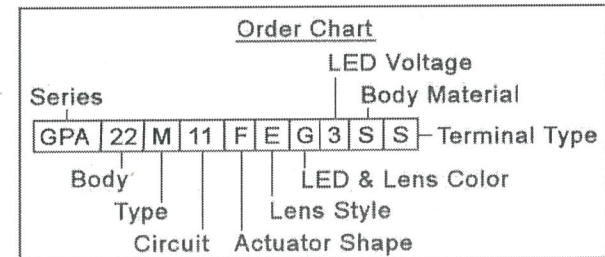 Order Chart
LED Voltage
Series Body Material
GPA 22 M 11 F E G 3 S S Terminal Type
Body LED & Lens Color
Type Lens Style
Circuit Actuator Shape